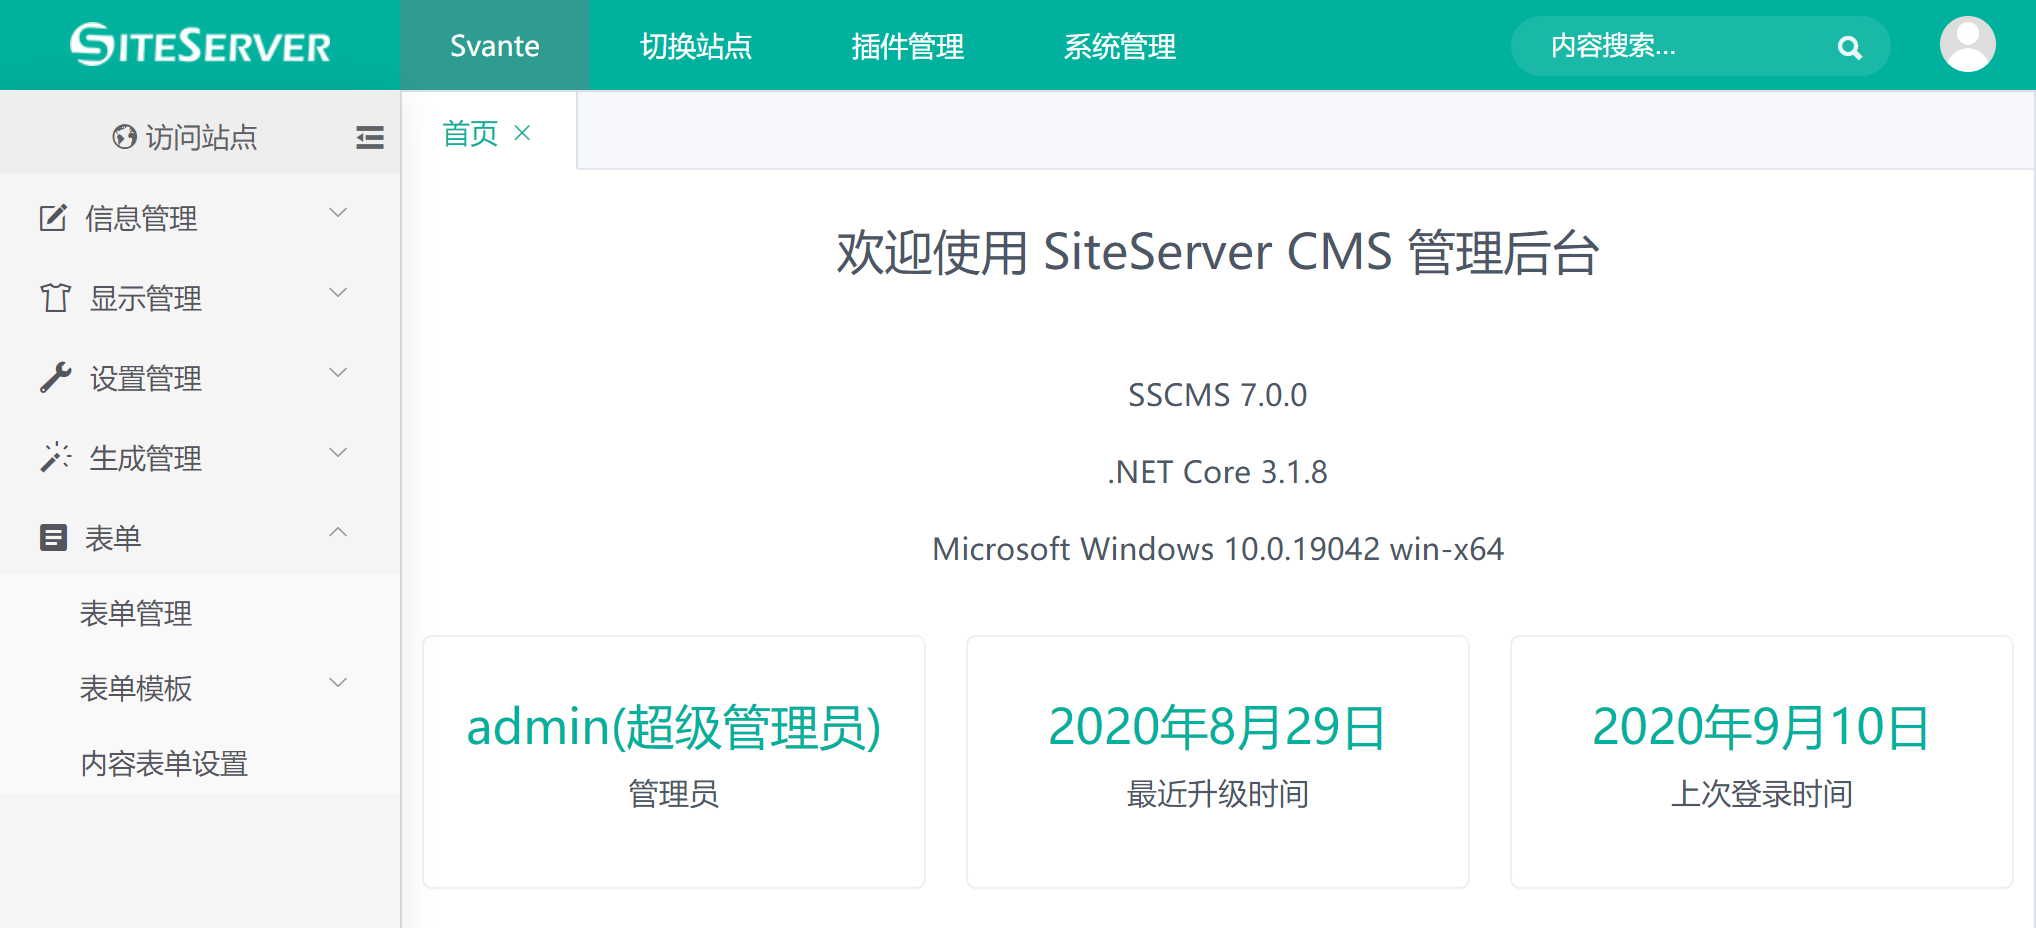 SITESERVER
Svante
切换站点
插件管理
系统管理
内容搜索...
访问站点
信息管理
显示管理
设置管理
生成管理
表单
表单管理
表单模板
内容表单设置
首页
欢迎使用 SiteServer CMS 管理后台
SSCMS 7.0.0
.NET Core 3.1.8
Microsoft Windows 10.0.19042 win-x64
admin(超级管理员)
管理员
2020年8月29日
最近升级时间
2020年9月10日
上次登录时间